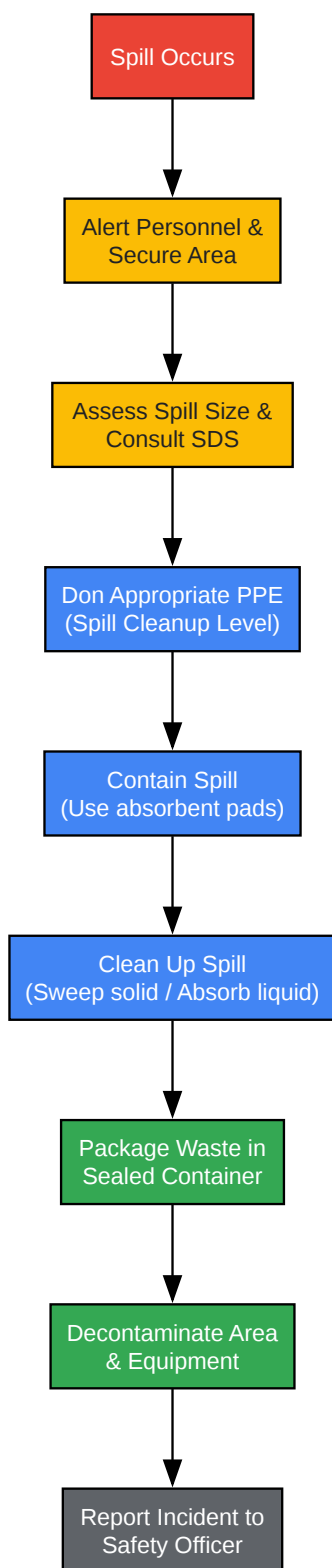 Spill Occurs
Alert Personnel &
Secure Area
Assess Spill Size &
Consult SDS
Don Appropriate PPE
(Spill Cleanup Level)
Contain Spill
(Use absorbent pads)
Clean Up Spill
(Sweep solid / Absorb liquid)
Package Waste in
Sealed Container
Decontaminate Area
& Equipment
Report Incident to
Safety Officer